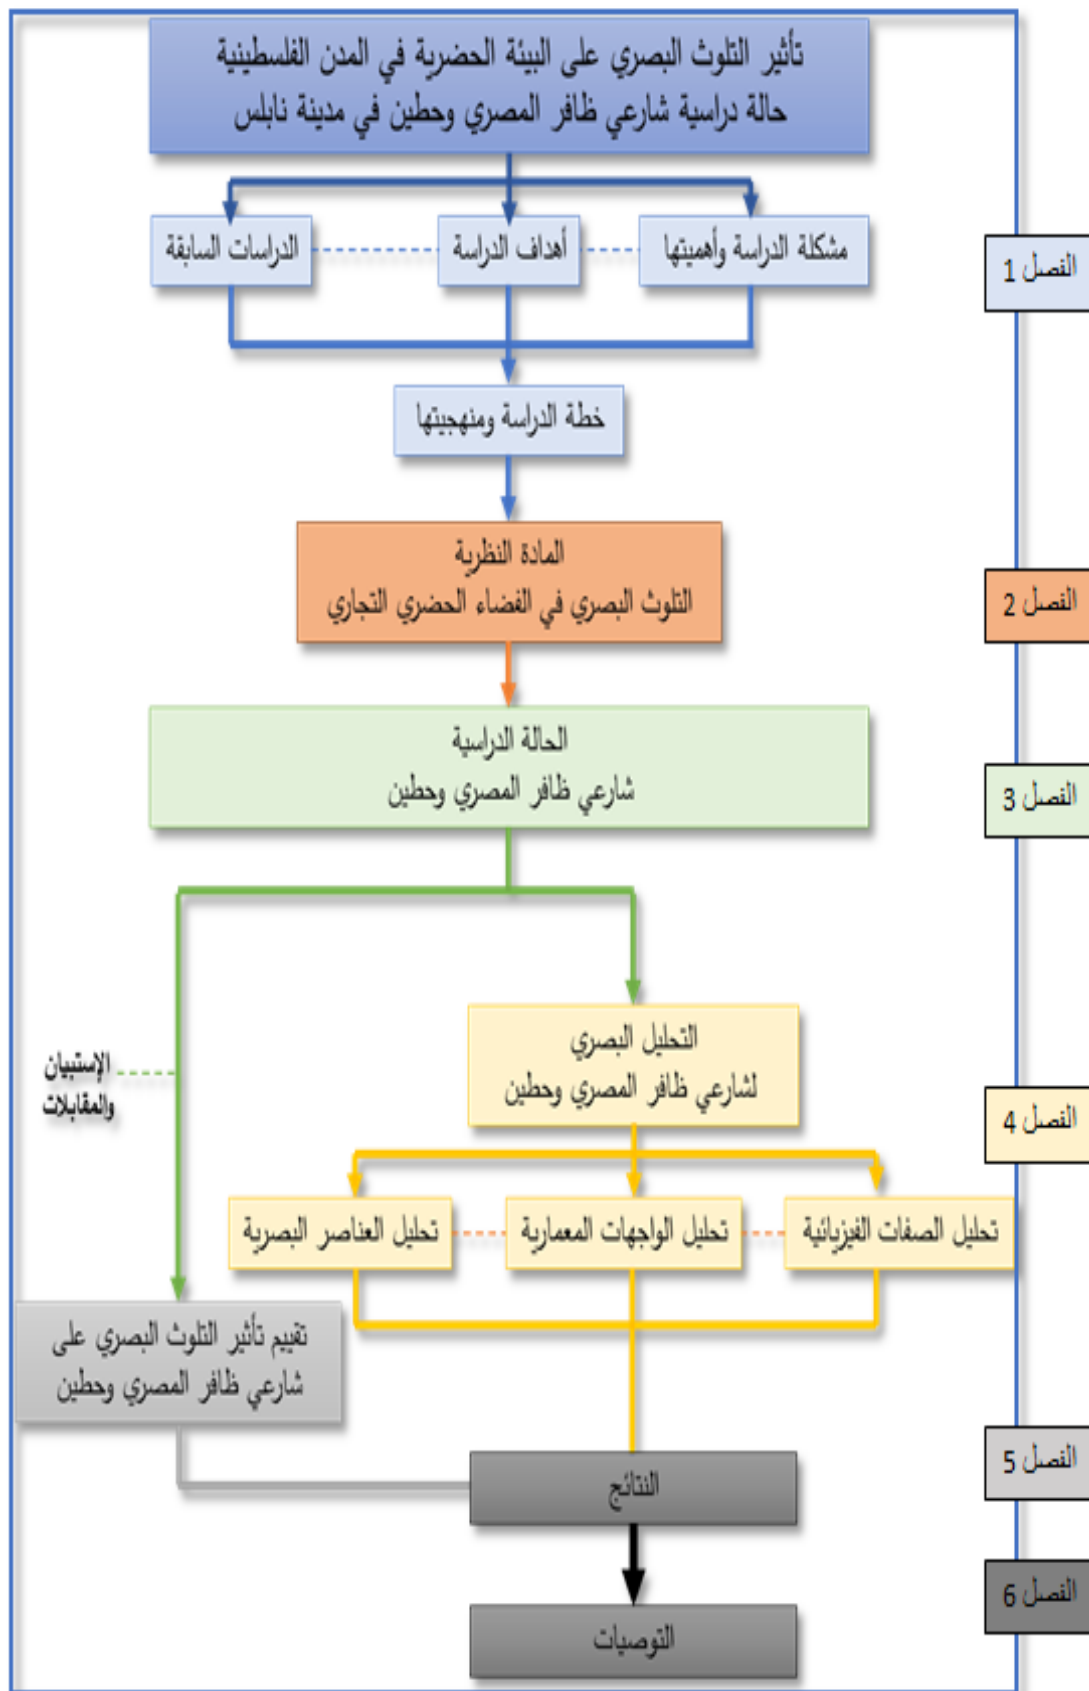 تأثير التلوث البصري على البيئة الحضرية في المدن الفلسطينية
حالة دراسية شارعي ظافر المصري وحطين في مدينة نابلس
مشكلة الدراسة وأهميتها
أهداف الدراسة
الدراسات السابقة
الفصل 1
خطة الدراسة ومنهجيتها
المادة النظرية
التلوث البصري في الفضاء الحضري التجاري
الفصل 2
الحالة الدراسية
شارعي ظافر المصري وحطين
الفصل 3
التحليل البصري
لشارعي ظافر المصري وحطين
الإستبيان
والمقابلات
الفصل 4
تحليل الصفات الفيزيائية
تحليل الواجهات المعمارية
تحليل العناصر البصرية
تقييم تأثير التلوث البصري على
شارعي ظافر المصري وحطين
الفصل 5
النتائج
الفصل 6
التوصيات